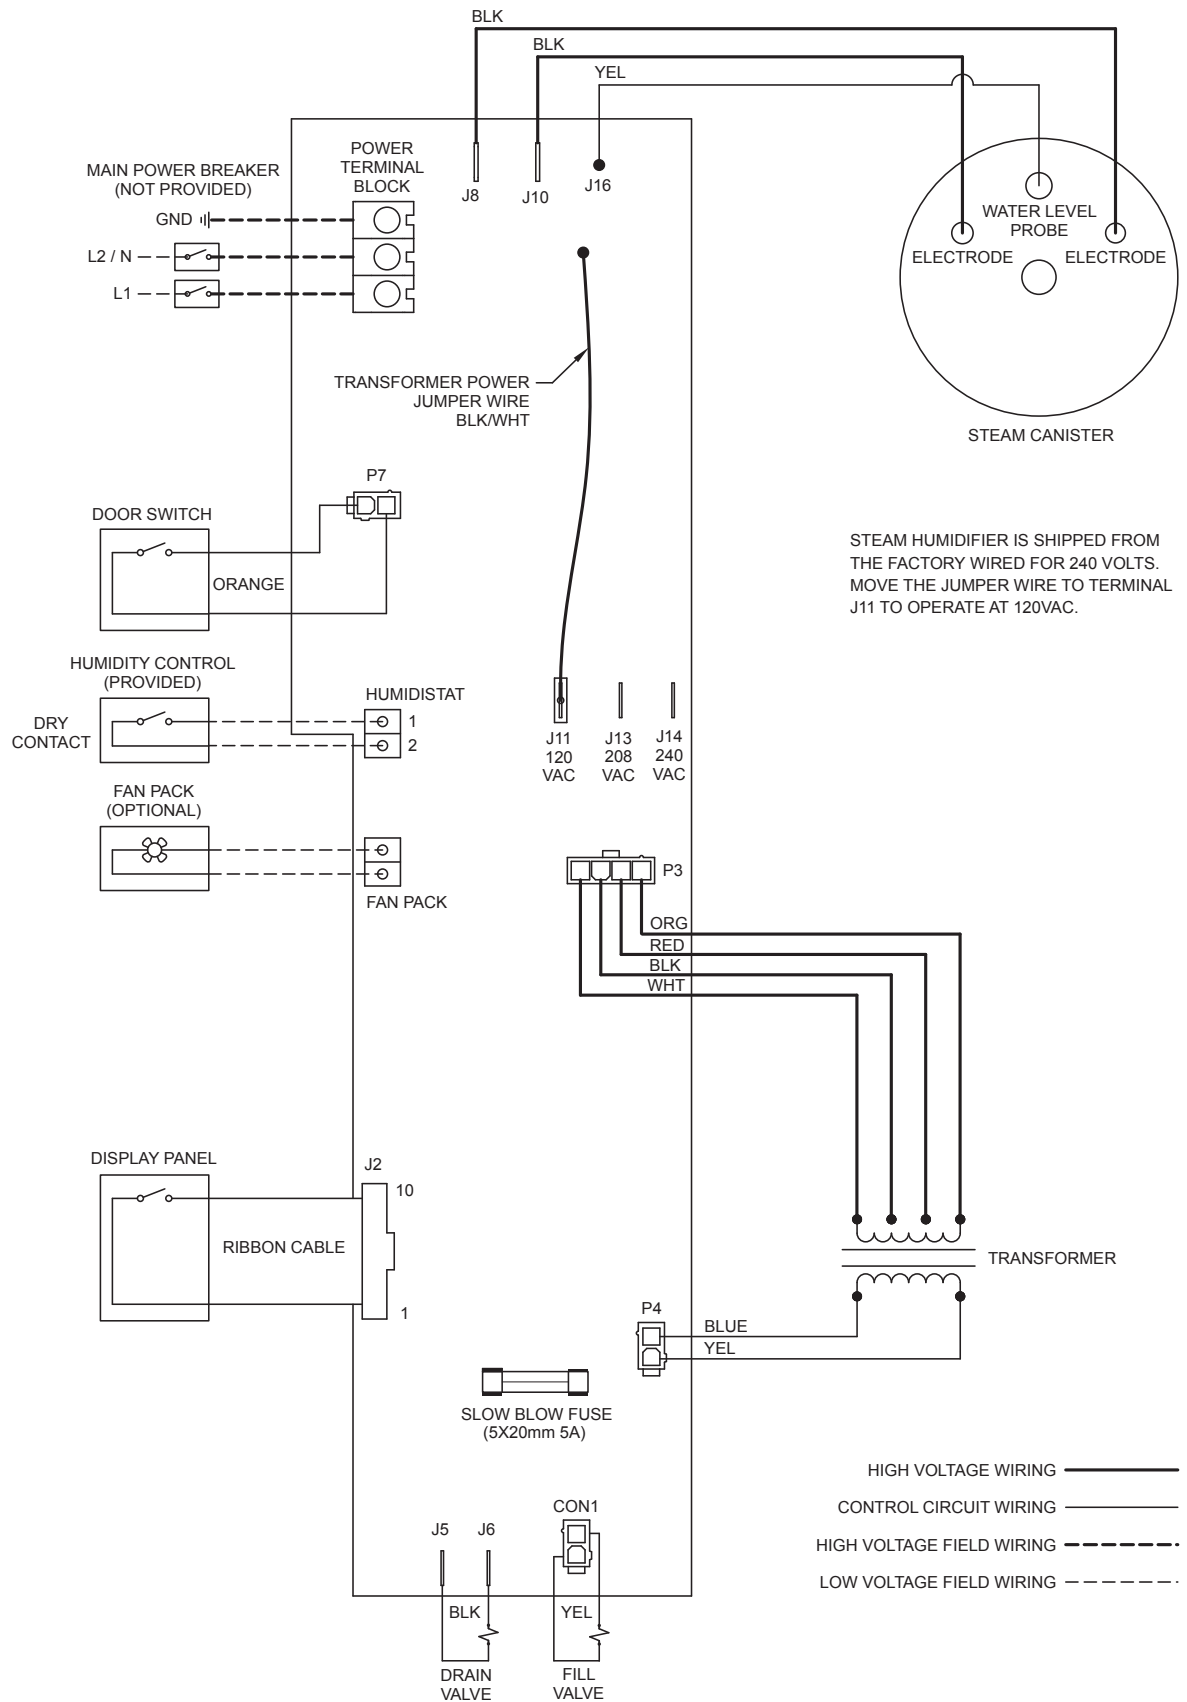 BLK
BLK
YEL
POWER
TERMINAL
BLOCK
MAIN POWER BREAKER
(NOT PROVIDED)
GND
L2 / N
L1
J8
J10
J16
WATER LEVEL
PROBE
ELECTRODE
ELECTRODE
STEAM CANISTER
TRANSFORMER POWER
JUMPER WIRE
BLK/WHT
P7
DOOR SWITCH
ORANGE
STEAM HUMIDIFIER IS SHIPPED FROM
THE FACTORY WIRED FOR 240 VOLTS.
MOVE THE JUMPER WIRE TO TERMINAL
J11 TO OPERATE AT 120VAC.
HUMIDITY CONTROL
(PROVIDED)
DRY
CONTACT
HUMIDISTAT
1
2
J11
120
VAC
J13
208
VAC
J14
240
VAC
FAN PACK
(OPTIONAL)
FAN PACK
P3
ORG
RED
BLK
WHT
DISPLAY PANEL
J2
10
RIBBON CABLE
1
TRANSFORMER
P4
BLUE
YEL
SLOW BLOW FUSE
(5X20mm 5A)
HIGH VOLTAGE WIRING
CONTROL CIRCUIT WIRING
HIGH VOLTAGE FIELD WIRING
LOW VOLTAGE FIELD WIRING
CON1
J5
J6
BLK
YEL
DRAIN
VALVE
FILL
VALVE